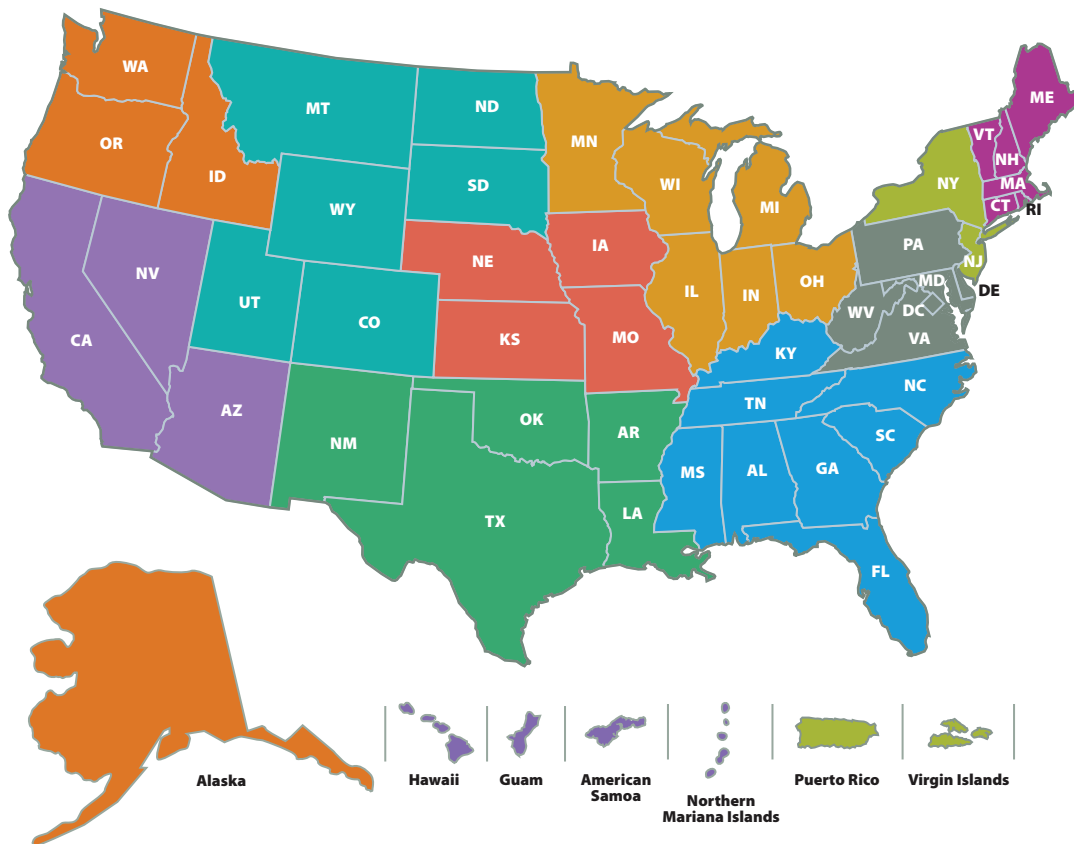 WA
MT
ND
MN
ME
VT
NH
OR
ID
SD
WI
MI
NY
MA
CT
RI
WY
NV
NE
IA
PA
NJ
MD
DE
UT
CO
IL
IN
OH
WV
DC
VA
CA
KS
MO
KY
AZ
NM
OK
AR
TN
NC
SC
MS
AL
GA
TX
LA
FL
Alaska
Hawaii
Guam
American
Samoa
Northern
Mariana Islands
Puerto Rico
Virgin Islands